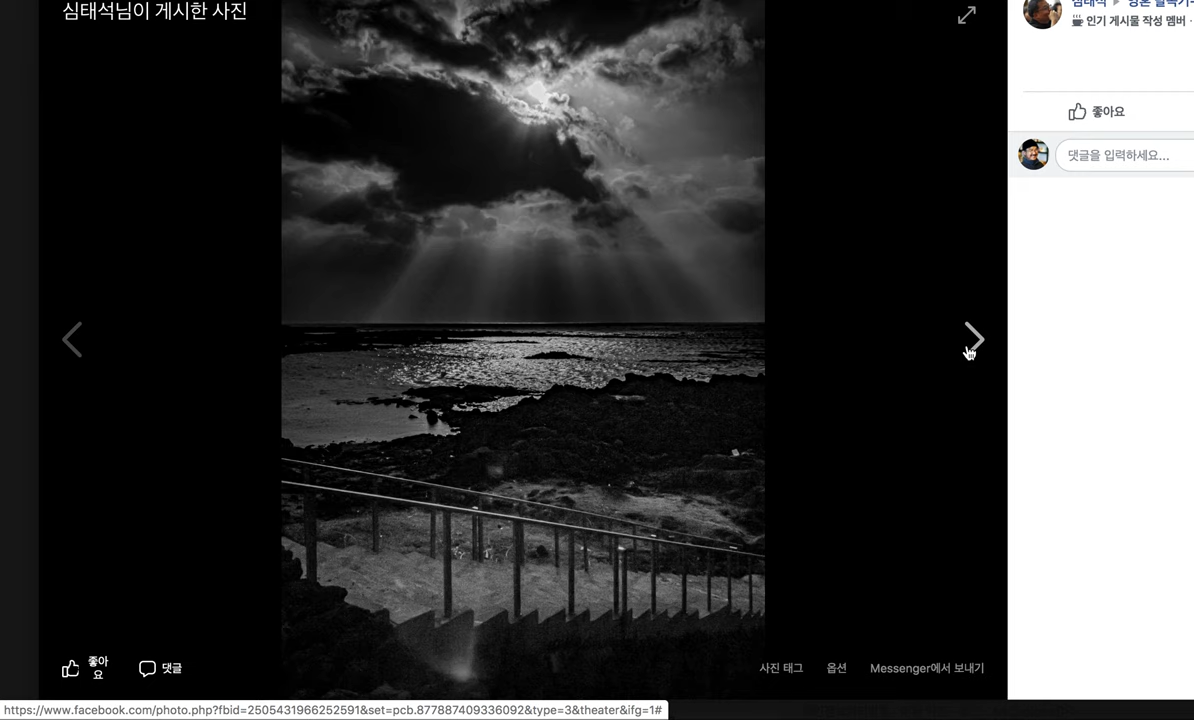 심태석님이 게시한 사진
심태석 ▶
인기 게시물 작성 멤버 ·
좋아요
댓글을 입력하세요...
좋아
요
댓글
사진 태그
옵션
Messenger에서 보내기
https://www.facebook.com/photo.php?fbid=2505431966252591&set=pcb.877887409336092&type=3&theater&ifg=1#